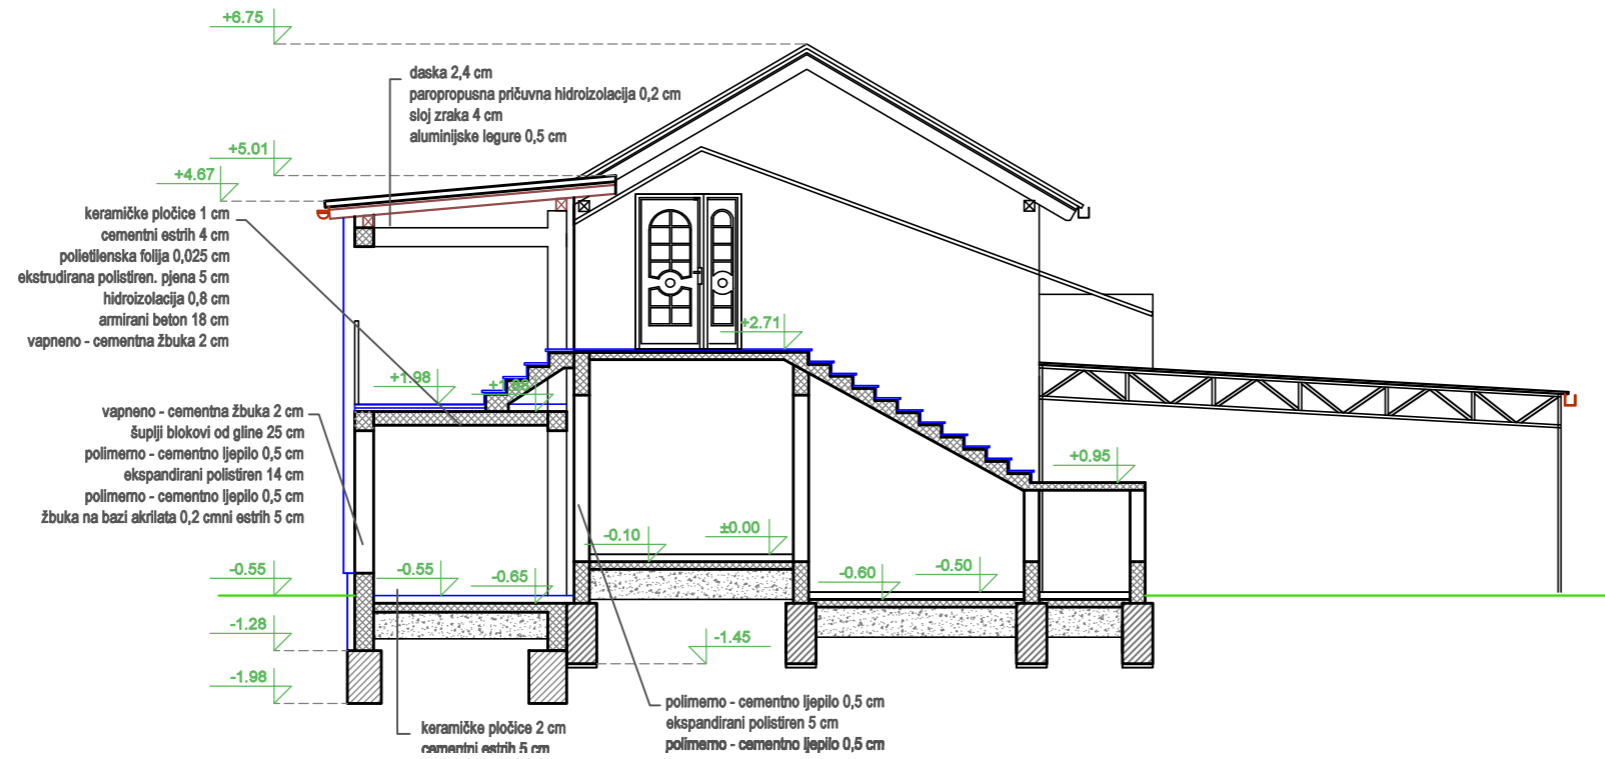 +6.75
daska 2,4 cm
paropropusna pričuvna hidroizolacija 0,2 cm
sloj zraka 4 cm
aluminijske legure 0,5 cm
+5.01
+4.67
keramičke pločice 1 cm
cementni estrih 4 cm
polietilenska folija 0,025 cm
ekstrudirana polistiren. pjena 5 cm
hidroizolacija 0,8 cm
armirani beton 18 cm
vapneno - cementna žbuka 2 cm
+2.71
+1.98
vapneno - cementna žbuka 2 cm
šuplji blokovi od gline 25 cm
polimerno - cementno ljepilo 0,5 cm
ekspandirani polistiren 14 cm
polimerno - cementno ljepilo 0,5 cm
žbuka na bazi akrilata 0,2 cmni estrih 5 cm
+0.95
-0.10
±0.00
-0.55
-0.55
-0.65
-0.60
-0.50
-1.28
-1.45
-1.98
polimerno - cementno ljepilo 0,5 cm
ekspandirani polistiren 5 cm
polimerno - cementno ljepilo 0,5 cm
keramičke pločice 2 cm
cementni estrih 5 cm